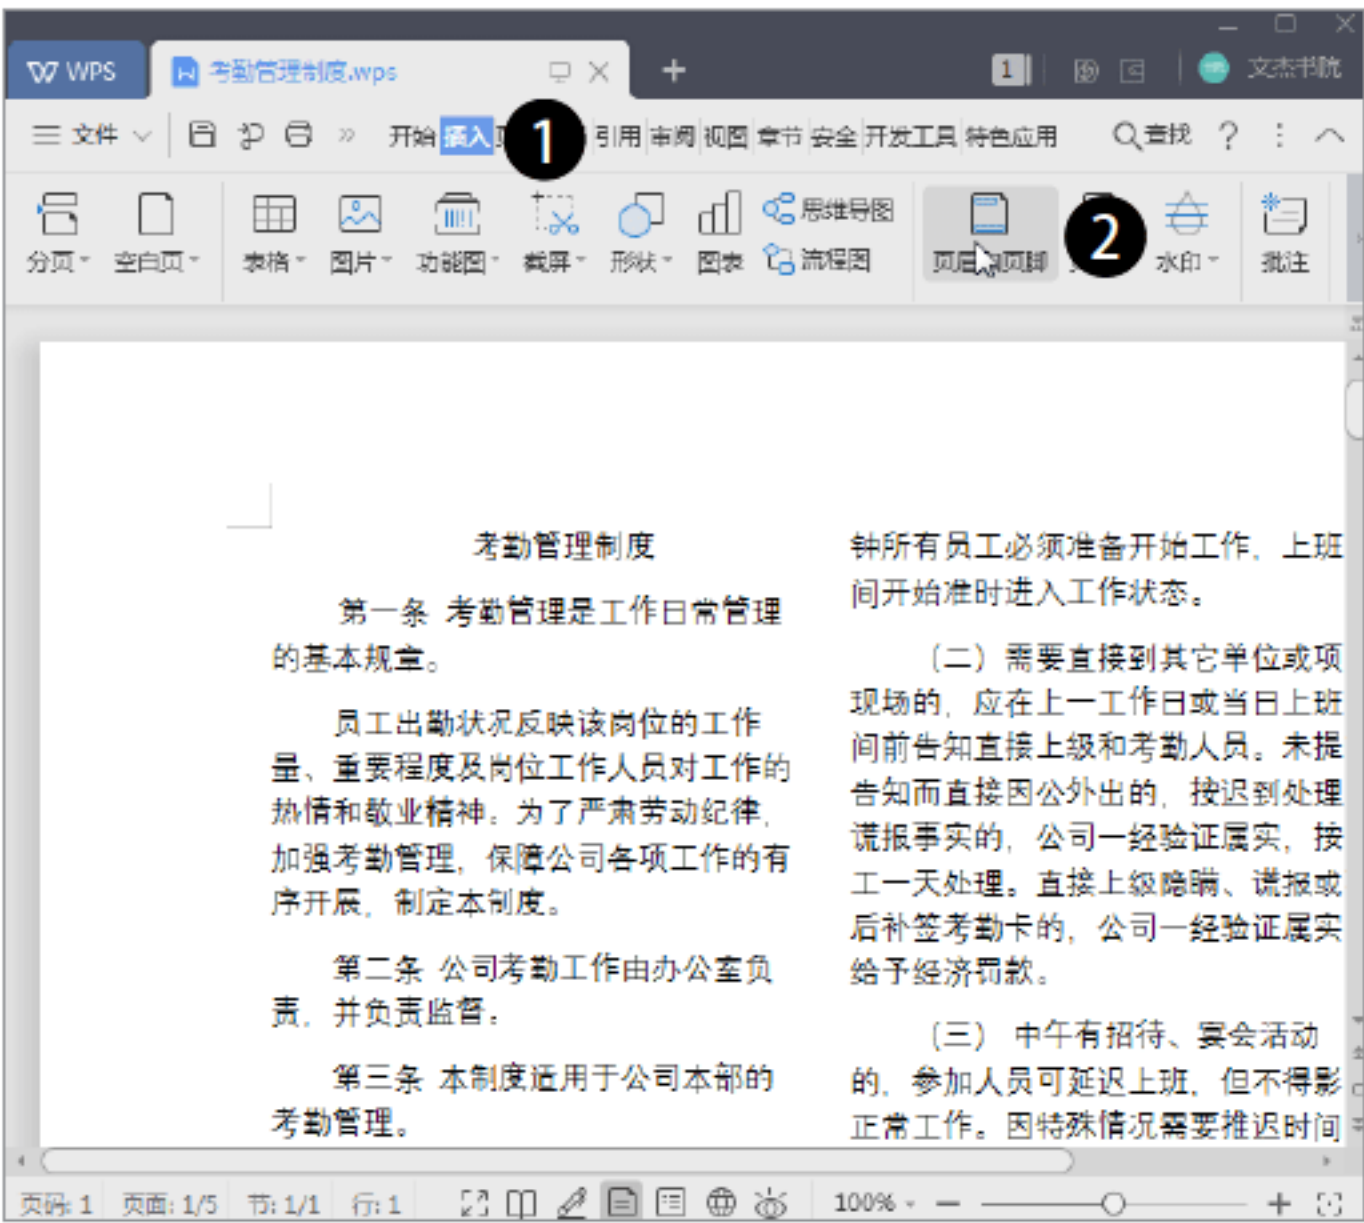 WPS 考勤管理制度.wps 1 文杰书院
文件 开始 插入 引用 审阅 视图 章节 安全 开发工具 特色应用 查找
1
分页 空白页 表格 图片 功能图 截屏 形状 图表 思维导图 流程图 页眉和页脚 水印 批注
2
考勤管理制度
第一条 考勤管理是工作日常管理
的基本规章。
员工出勤状况反映该岗位的工作
量、重要程度及岗位工作人员对工作的
热情和敬业精神。为了严肃劳动纪律,
加强考勤管理,保障公司各项工作的有
序开展,制定本制度。
第二条 公司考勤工作由办公室负
责,并负责监督。
第三条 本制度适用于公司本部的
考勤管理。
钟所有员工必须准备开始工作,上班
间开始准时进入工作状态。
(二)需要直接到其它单位或项
现场的,应在上一工作日或当日上班
间前告知直接上级和考勤人员。未提
告知而直接因公外出的,按迟到处理
谎报事实的,公司一经验证属实,按
工一天处理。直接上级隐瞒、谎报或
后补签考勤卡的,公司一经验证属实
给予经济罚款。
(三) 中午有招待、宴会活动
的,参加人员可延迟上班,但不得影
正常工作。因特殊情况需要推迟时间
页码: 1 页面: 1/5 节: 1/1 行: 1 100%